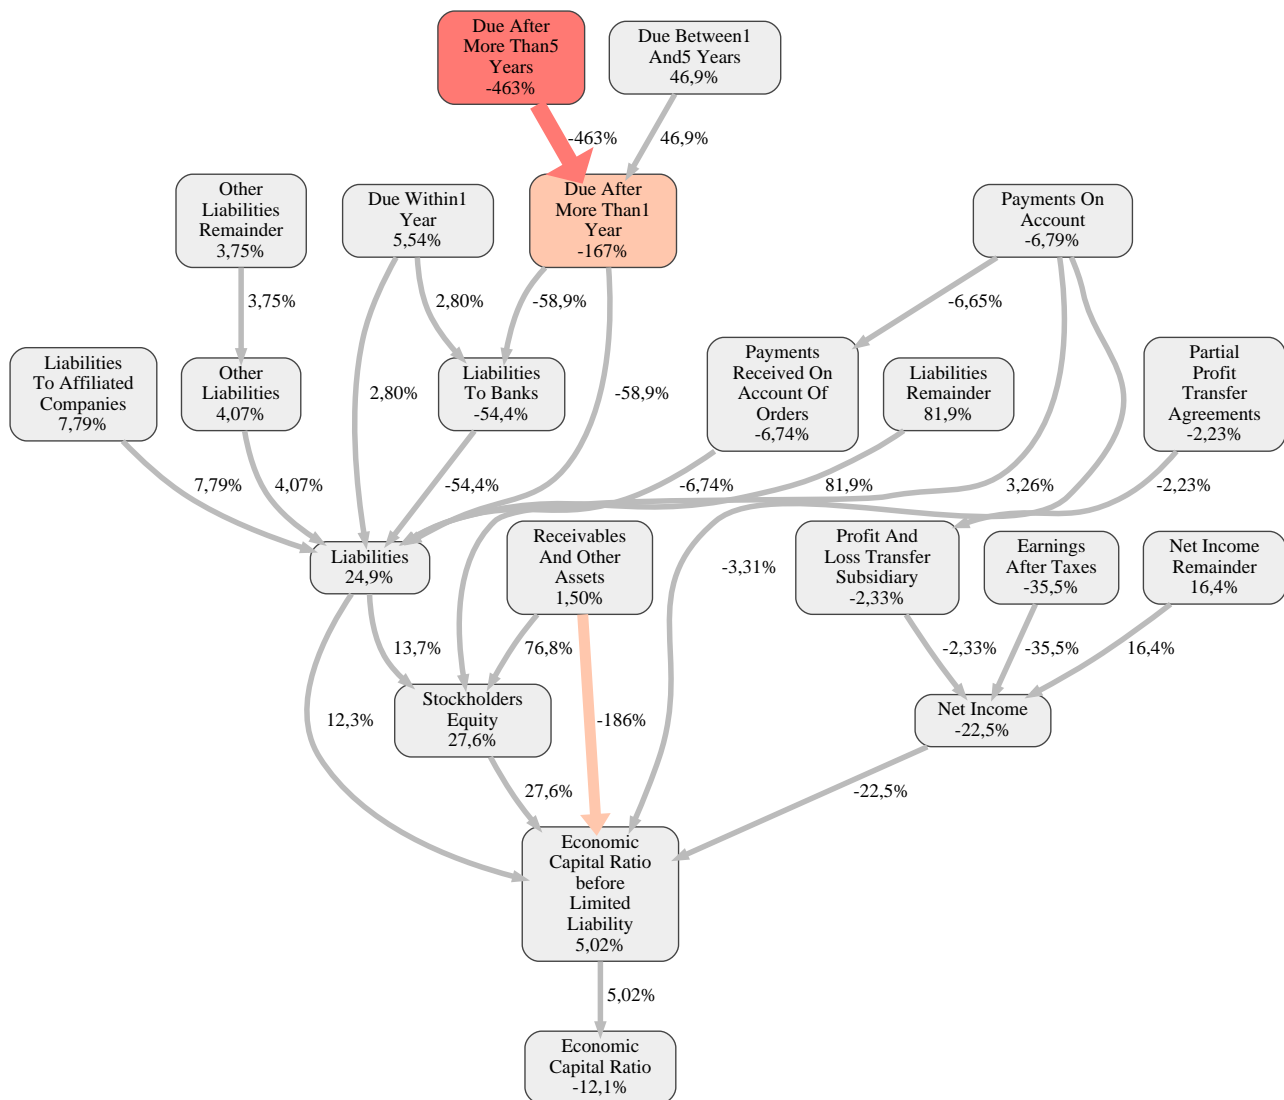 Due After
More Than5
Years
-463%
Due Between1
And5 Years
46,9%
-463%
46,9%
Other
Liabilities
Remainder
3,75%
Due Within1
Year
5,54%
Due After
More Than1
Year
-167%
Payments On
Account
-6,79%
3,75%
2,80%
-58,9%
-6,65%
Liabilities
To Affiliated
Companies
7,79%
Other
Liabilities
4,07%
2,80%
Liabilities
To Banks
-54,4%
-58,9%
Payments
Received On
Account Of
Orders
-6,74%
Liabilities
Remainder
81,9%
Partial
Profit
Transfer
Agreements
-2,23%
7,79%
4,07%
-54,4%
-6,74%
81,9%
3,26%
-2,23%
Liabilities
24,9%
Receivables
And Other
Assets
1,50%
-3,31%
Profit And
Loss Transfer
Subsidiary
-2,33%
Earnings
After Taxes
-35,5%
Net Income
Remainder
16,4%
13,7%
76,8%
-2,33%
-35,5%
16,4%
12,3%
Stockholders
Equity
27,6%
-186%
Net Income
-22,5%
27,6%
-22,5%
Economic
Capital Ratio
before
Limited
Liability
5,02%
5,02%
Economic
Capital Ratio
-12,1%